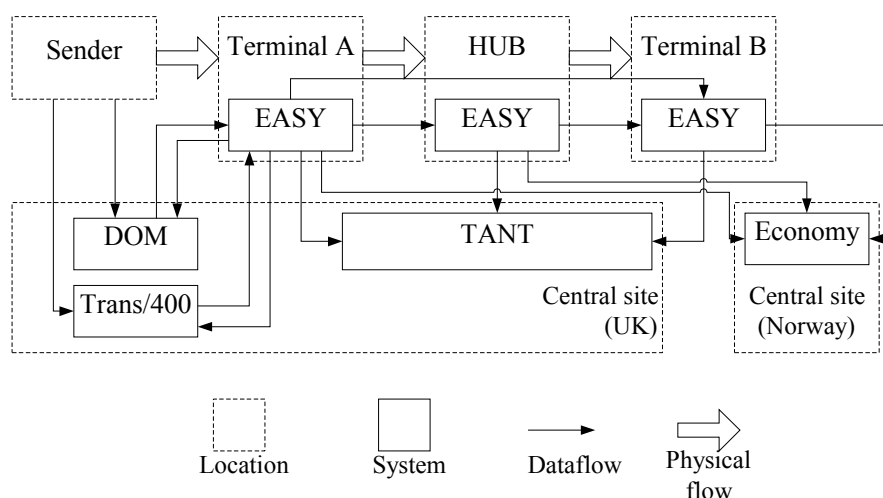 Sender
Terminal A
HUB
Terminal B
EASY
EASY
EASY
DOM
TANT
Economy
Trans/400
Central site
(UK)
Central site
(Norway)
Location
System
Dataflow
Physical
flow